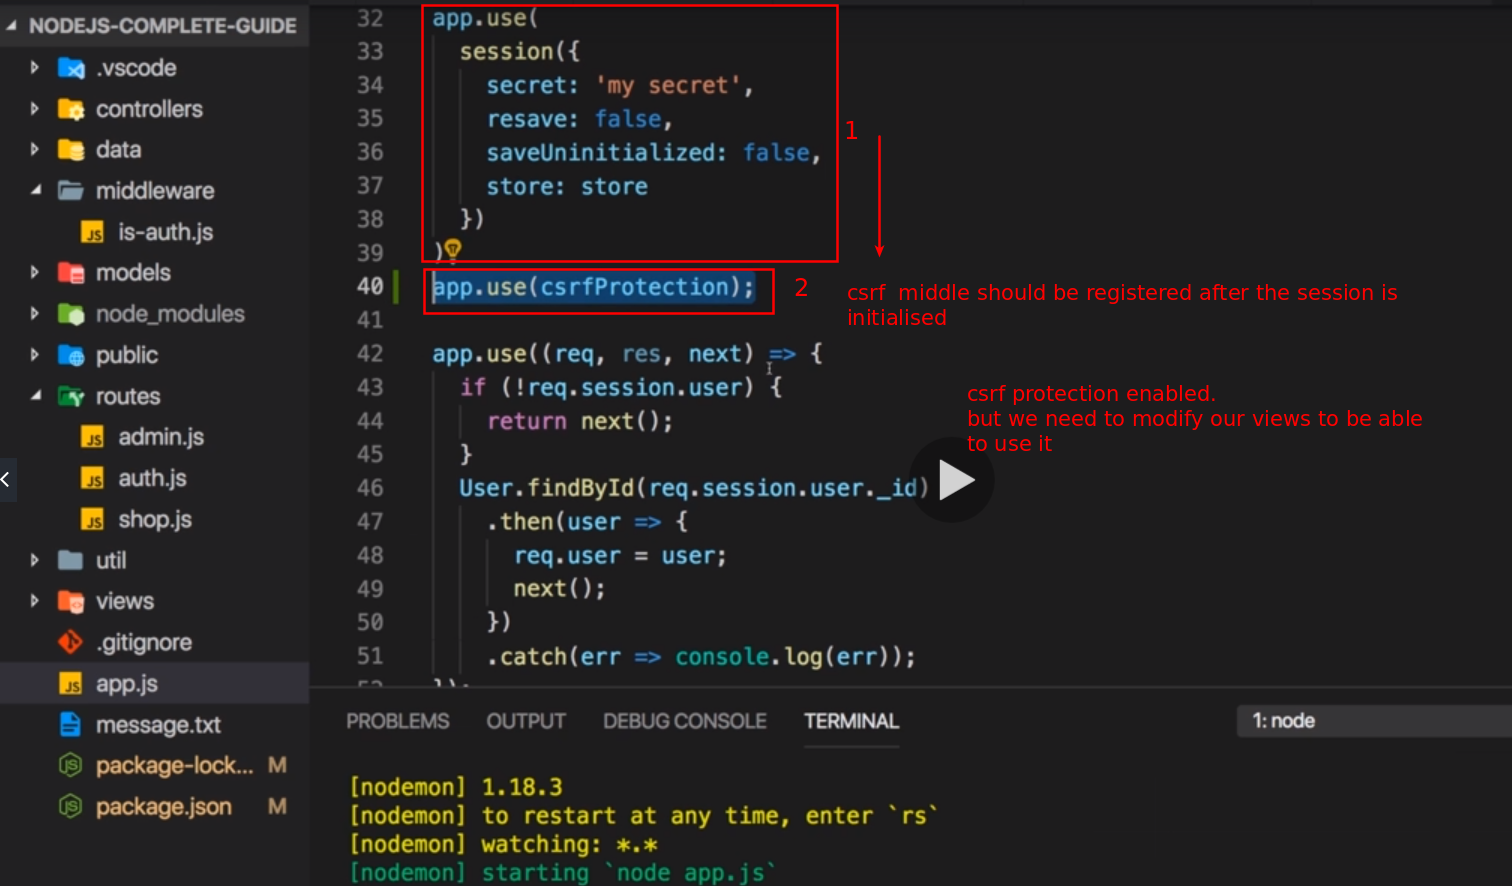 NODEJS-COMPLETE-GUIDE
.vscode
controllers
data
middleware
is-auth.js
models
node_modules
public
routes
admin.js
auth.js
shop.js
util
views
.gitignore
app.js
message.txt
package-lock... M
package.json M
32 app.use(
33 session({
34 secret: 'my secret',
35 resave: false,
36 saveUninitialized: false,
37 store: store
38 })
39 )
40 app.use(csrfProtection);
41
42 app.use((req, res, next) => {
43 if (!req.session.user) {
44 return next();
45 }
46 User.findById(req.session.user._id)
47 .then(user => {
48 req.user = user;
49 next();
50 })
51 .catch(err => console.log(err));
52 });
1
2
csrf middle should be registered after the session is
initialised
csrf protection enabled.
but we need to modify our views to be able
to use it
PROBLEMS OUTPUT DEBUG CONSOLE TERMINAL 1: node
[nodemon] 1.18.3
[nodemon] to restart at any time, enter `rs`
[nodemon] watching: *.*
[nodemon] starting `node app.js`